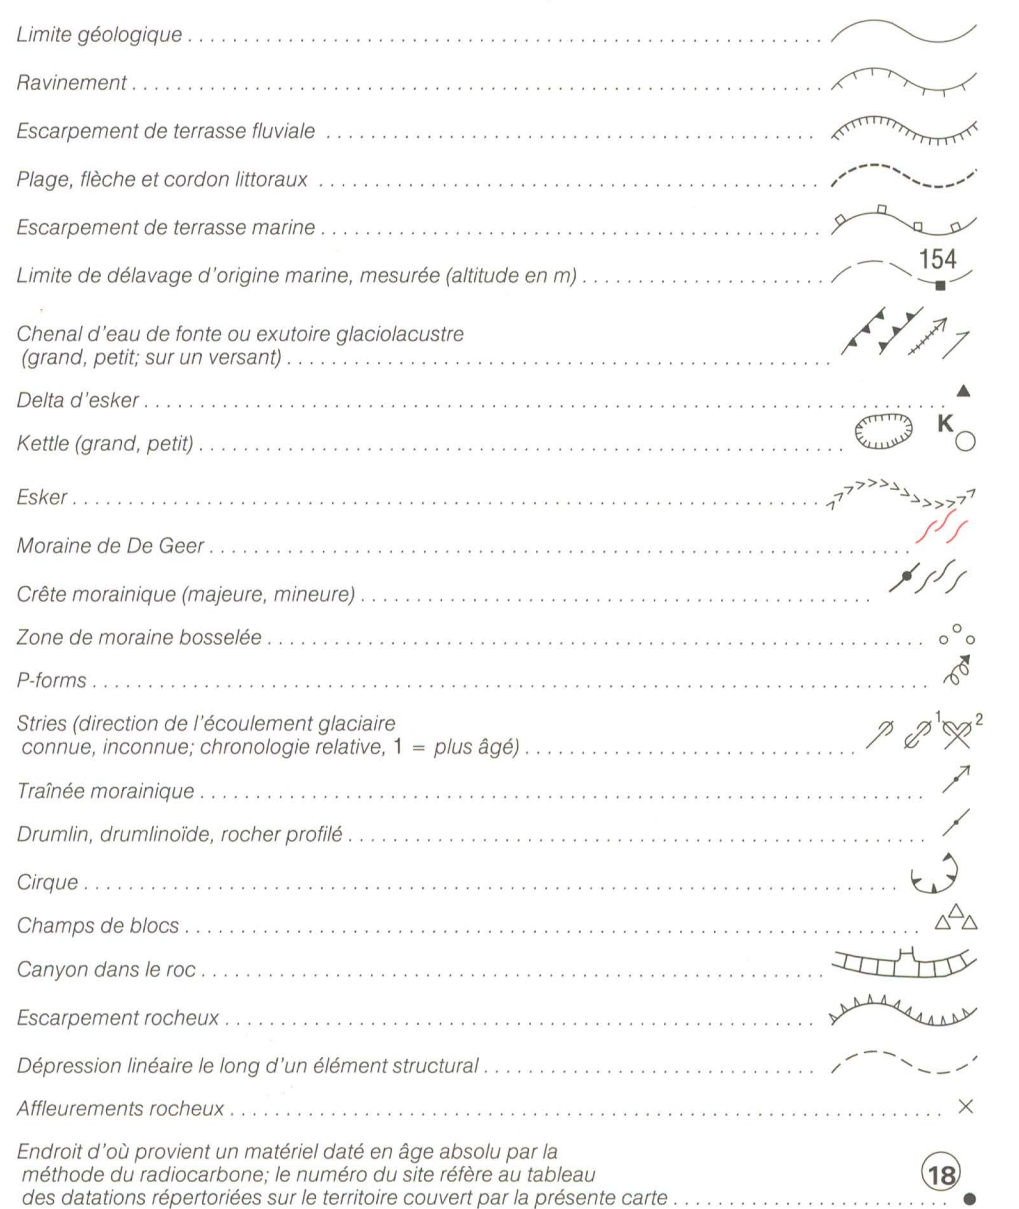 Limite géologique
Ravinement
Escarpement de terrasse fluviale
Plage, flèche et cordon littoraux
Escarpement de terrasse marine
Limite de délavage d'origine marine, mesurée (altitude en m) 154
Chenal d'eau de fonte ou exutoire glaciolacustre
(grand, petit; sur un versant)
Delta d'esker
Kettle (grand, petit) K
Esker
Moraine de De Geer
Crête morainique (majeure, mineure)
Zone de moraine bosselée
P-forms
Stries (direction de l'écoulement glaciaire
connue, inconnue; chronologie relative, 1 = plus âgé) 1 2
Traînée morainique
Drumlin, drumlinoïde, rocher profilé
Cirque
Champs de blocs
Canyon dans le roc
Escarpement rocheux
Dépression linéaire le long d'un élément structural
Affleurements rocheux
Endroit d'où provient un matériel daté en âge absolu par la
méthode du radiocarbone; le numéro du site réfère au tableau 18
des datations répertoriées sur le territoire couvert par la présente carte